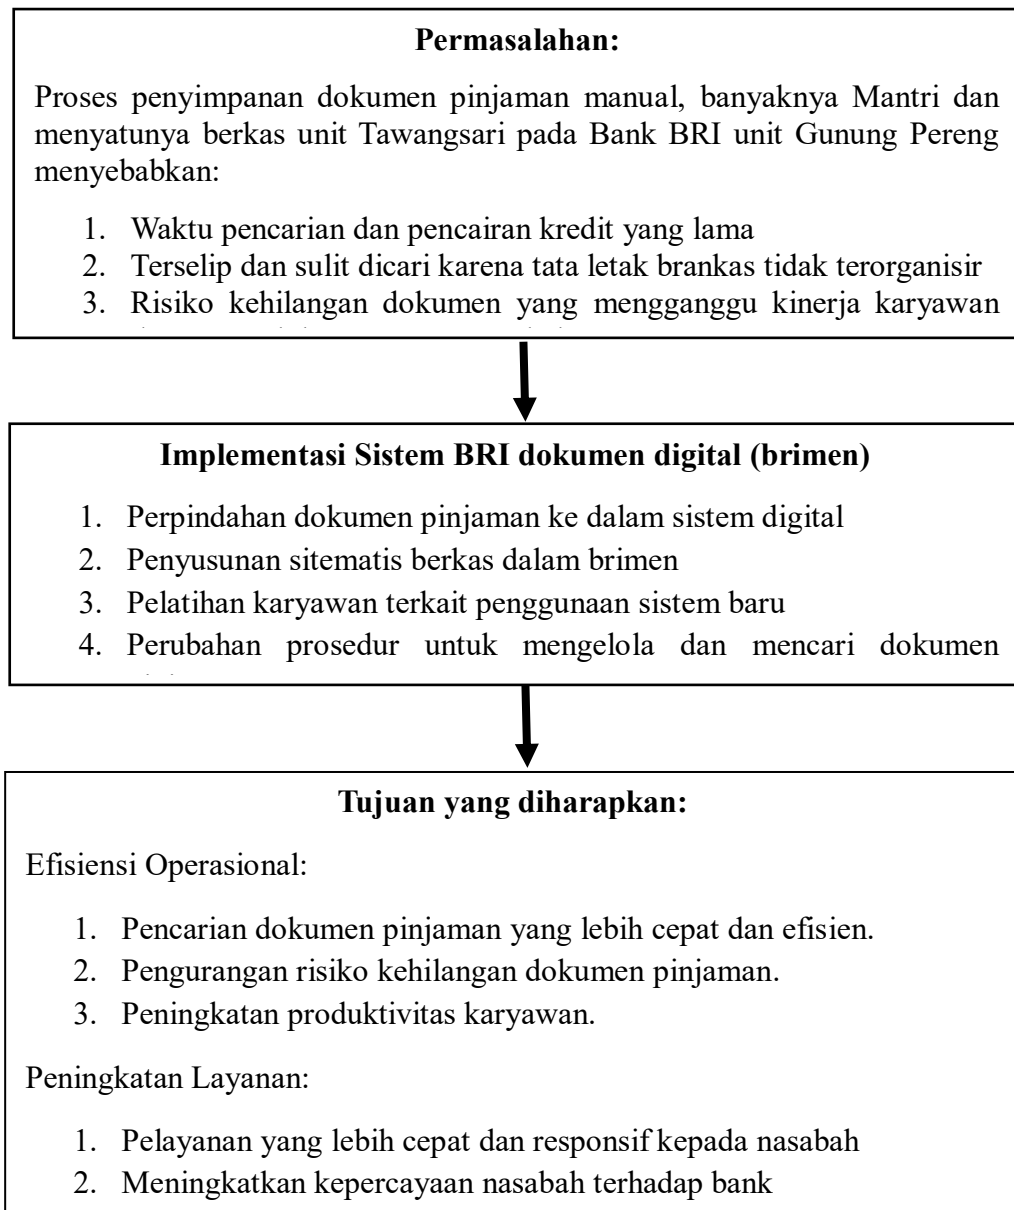 Permasalahan:
Proses penyimpanan dokumen pinjaman manual, banyaknya Mantri dan
menyatunya berkas unit Tawangsari pada Bank BRI unit Gunung Pereng
menyebabkan:
1. Waktu pencarian dan pencairan kredit yang lama
2. Terselip dan sulit dicari karena tata letak brankas tidak terorganisir
3. Risiko kehilangan dokumen yang mengganggu kinerja karyawan
Implementasi Sistem BRI dokumen digital (brimen)
1. Perpindahan dokumen pinjaman ke dalam sistem digital
2. Penyusunan sitematis berkas dalam brimen
3. Pelatihan karyawan terkait penggunaan sistem baru
4. Perubahan prosedur untuk mengelola dan mencari dokumen
Tujuan yang diharapkan:
Efisiensi Operasional:
1. Pencarian dokumen pinjaman yang lebih cepat dan efisien.
2. Pengurangan risiko kehilangan dokumen pinjaman.
3. Peningkatan produktivitas karyawan.
Peningkatan Layanan:
1. Pelayanan yang lebih cepat dan responsif kepada nasabah
2. Meningkatkan kepercayaan nasabah terhadap bank